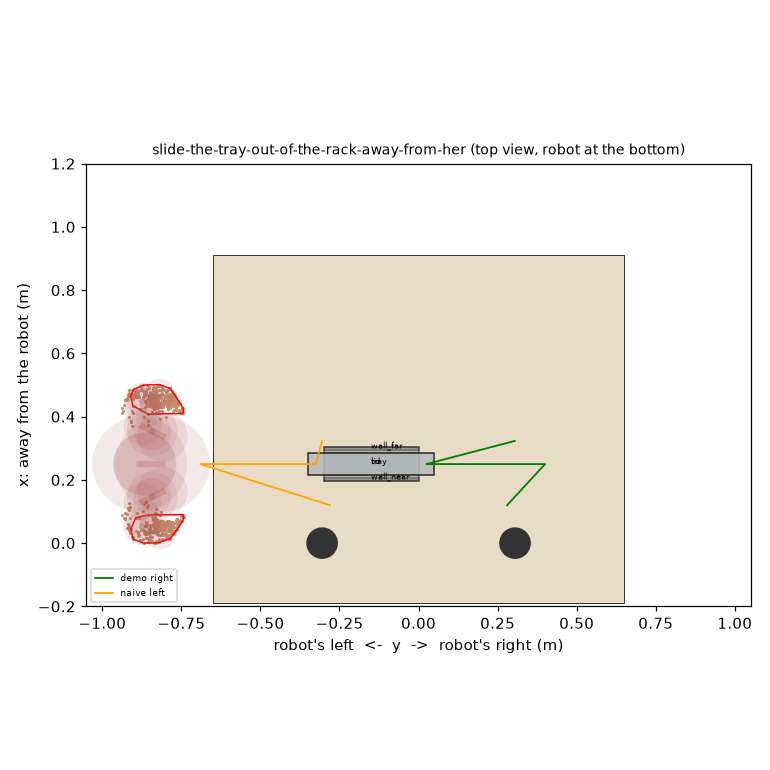 slide-the-tray-out-of-the-rack-away-from-her (top view, robot at the bottom)
x: away from the robot (m)
1.2
1.0
0.8
0.6
0.4
0.2
0.0
−0.2
wall_far
wall_near
demo right
naive left
−1.00
−0.75
−0.50
−0.25
0.00
0.25
0.50
0.75
1.00
robot's left <- y -> robot's right (m)